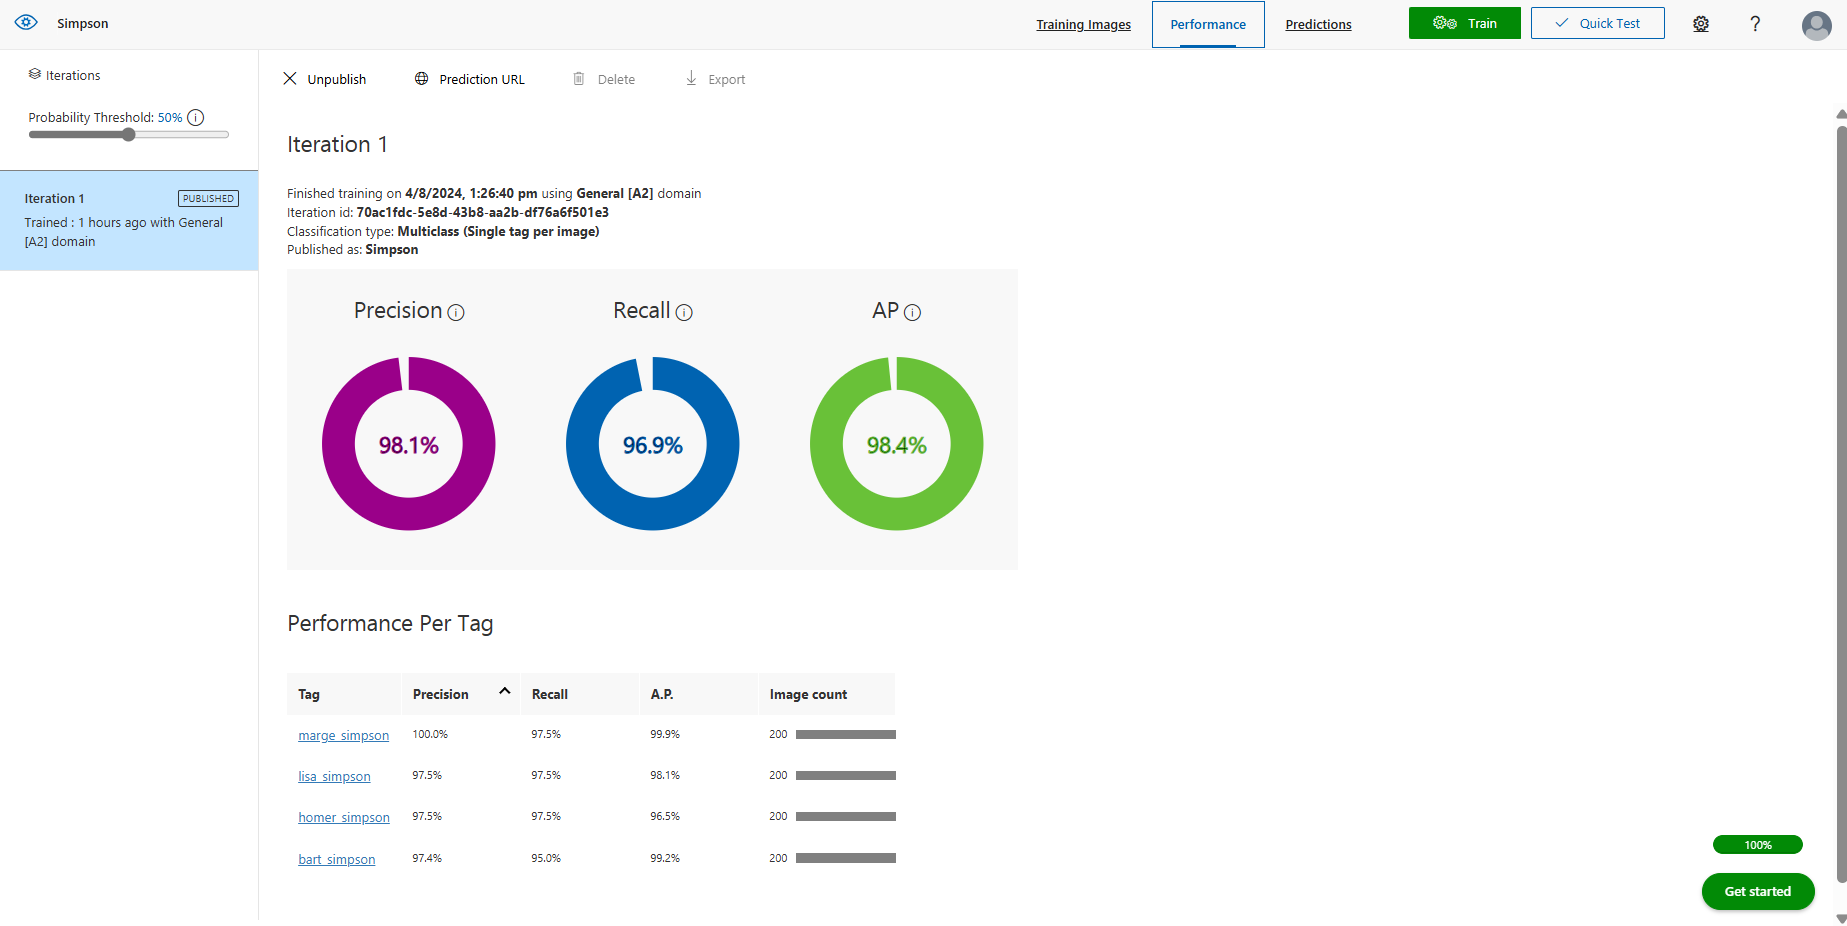 Simpson
Training Images
Performance
Predictions
Train
Quick Test
?
Iterations
Probability Threshold: 50% i
Iteration 1
PUBLISHED
Trained : 1 hours ago with General
[A2] domain
Unpublish
Prediction URL
Delete
Export
Iteration 1
Finished training on 4/8/2024, 1:26:40 pm using General [A2] domain
Iteration id: 70ac1fdc-5e8d-43b8-aa2b-df76a6f501e3
Classification type: Multiclass (Single tag per image)
Published as: Simpson
Precision i
Recall i
AP i
98.1%
96.9%
98.4%
Performance Per Tag
Tag Precision Recall A.P. Image count
marge_simpson 100.0% 97.5% 99.9% 200
lisa_simpson 97.5% 97.5% 98.1% 200
homer_simpson 97.5% 97.5% 96.5% 200
bart_simpson 97.4% 95.0% 99.2% 200
100%
Get started